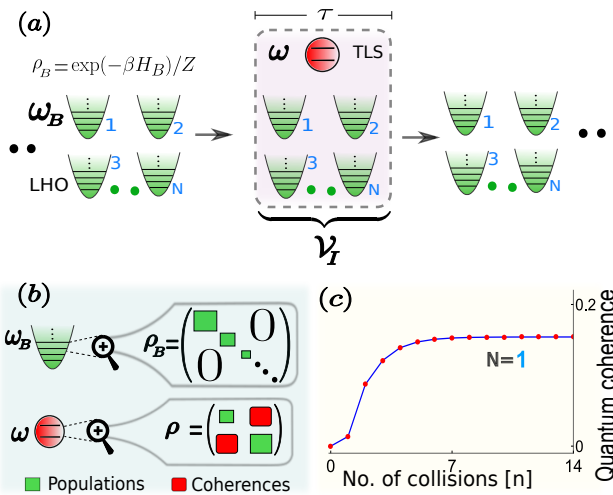 (a)
τ
ρ_B = exp(−βH_B)/Z
ω TLS
ω_B 1 2
3 N
LHO
1 2
3 N
1 2
3 N
𝒱_I
(b)
ω_B
ρ_B = ( 0 0 )
ω
ρ = ( )
Populations Coherences
(c)
0.2
N=1
0
0 7 14
No. of collisions [n]
Quantum coherence